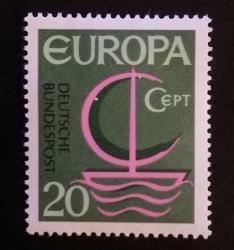 EUROPA
DEUTSCHE
BUNDESPOST
CEPT
20